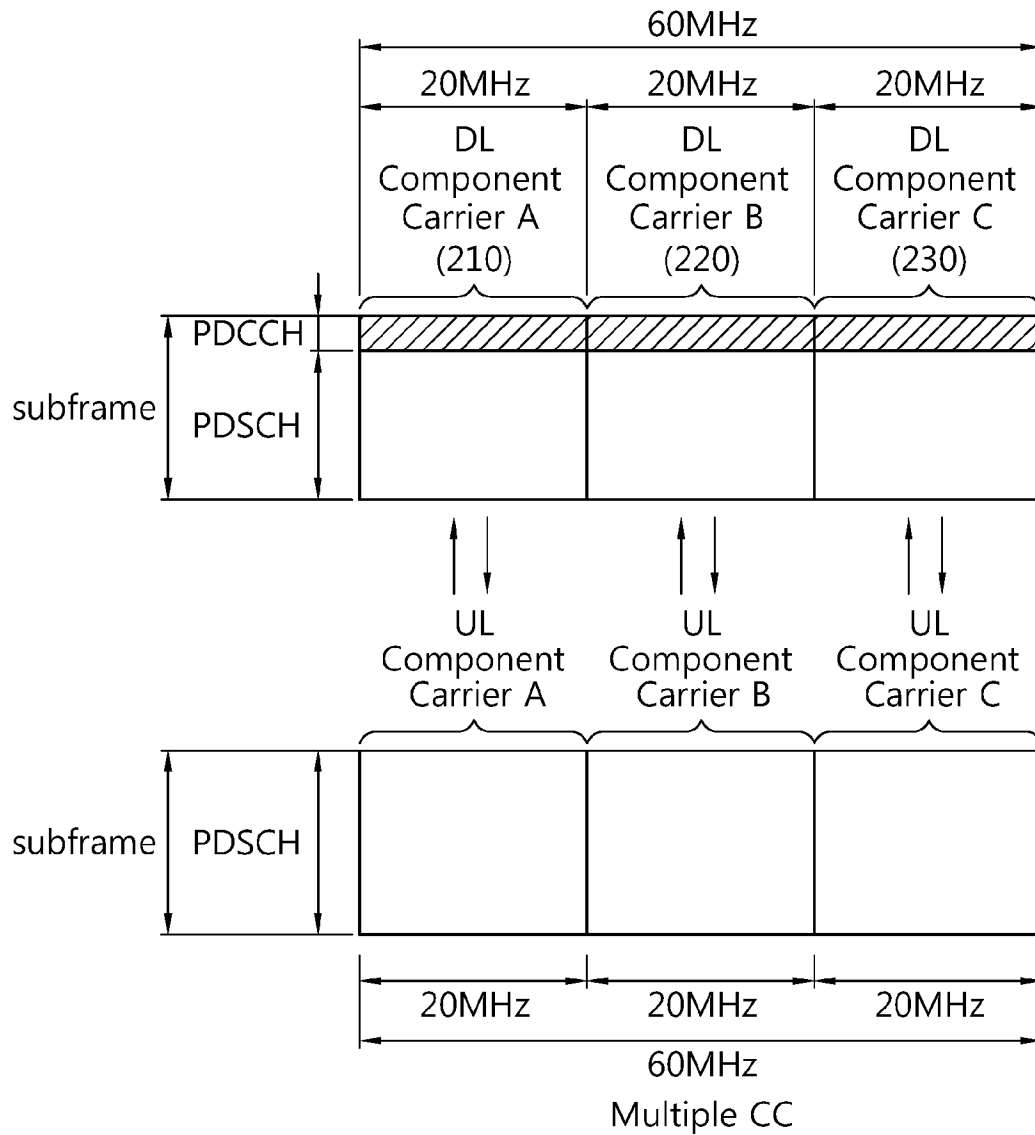 60MHz
20MHz 20MHz 20MHz
DL DL DL
Component Component Component
Carrier A Carrier B Carrier C
(210) (220) (230)
PDCCH
subframe
PDSCH
UL UL UL
Component Component Component
Carrier A Carrier B Carrier C
subframe PDSCH
20MHz 20MHz 20MHz
60MHz
Multiple CC